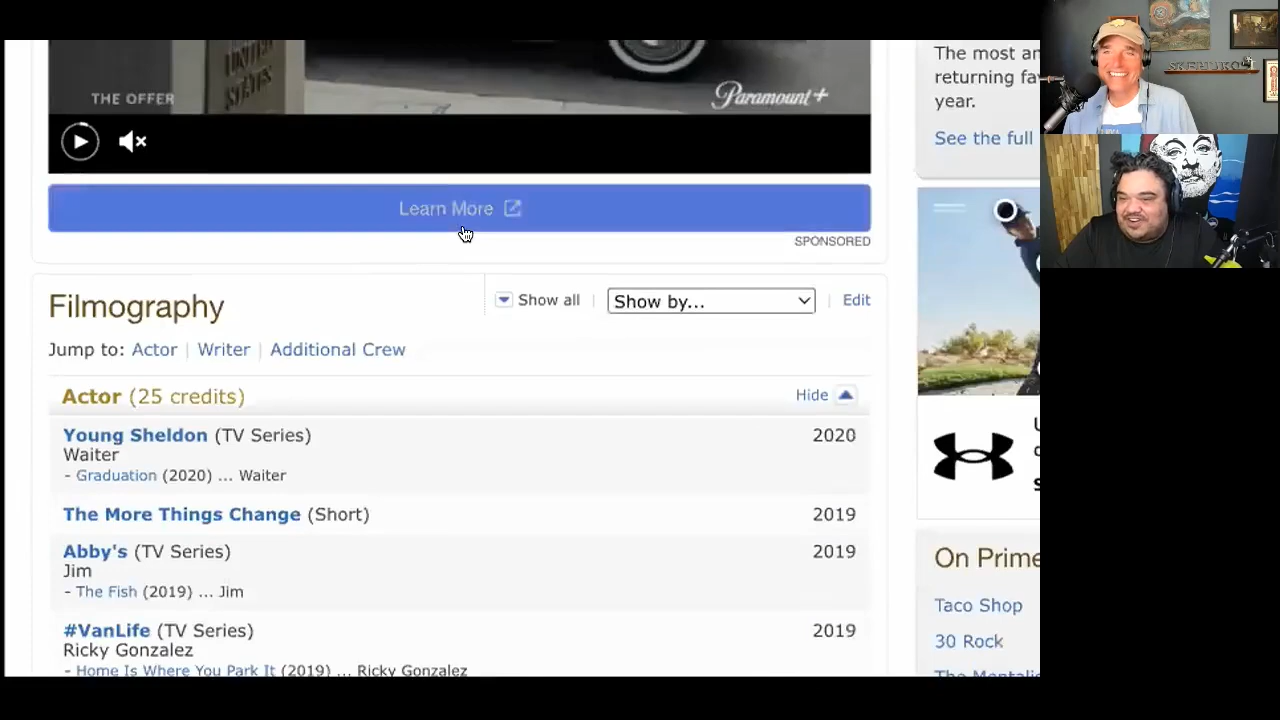 UNITED
STATES
THE OFFER
Paramount+
Learn More
SPONSORED
Filmography
Show all
Show by...
Edit
Jump to: Actor | Writer | Additional Crew
Actor (25 credits)
Hide
Young Sheldon (TV Series)
2020
Waiter
- Graduation (2020) ... Waiter
The More Things Change (Short)
2019
Abby's (TV Series)
2019
Jim
- The Fish (2019) ... Jim
#VanLife (TV Series)
2019
Ricky Gonzalez
- Home Is Where You Park It (2019) ... Ricky Gonzalez
The most an
returning fa
year.
See the full
On Prime
Taco Shop
30 Rock
The Mentalis